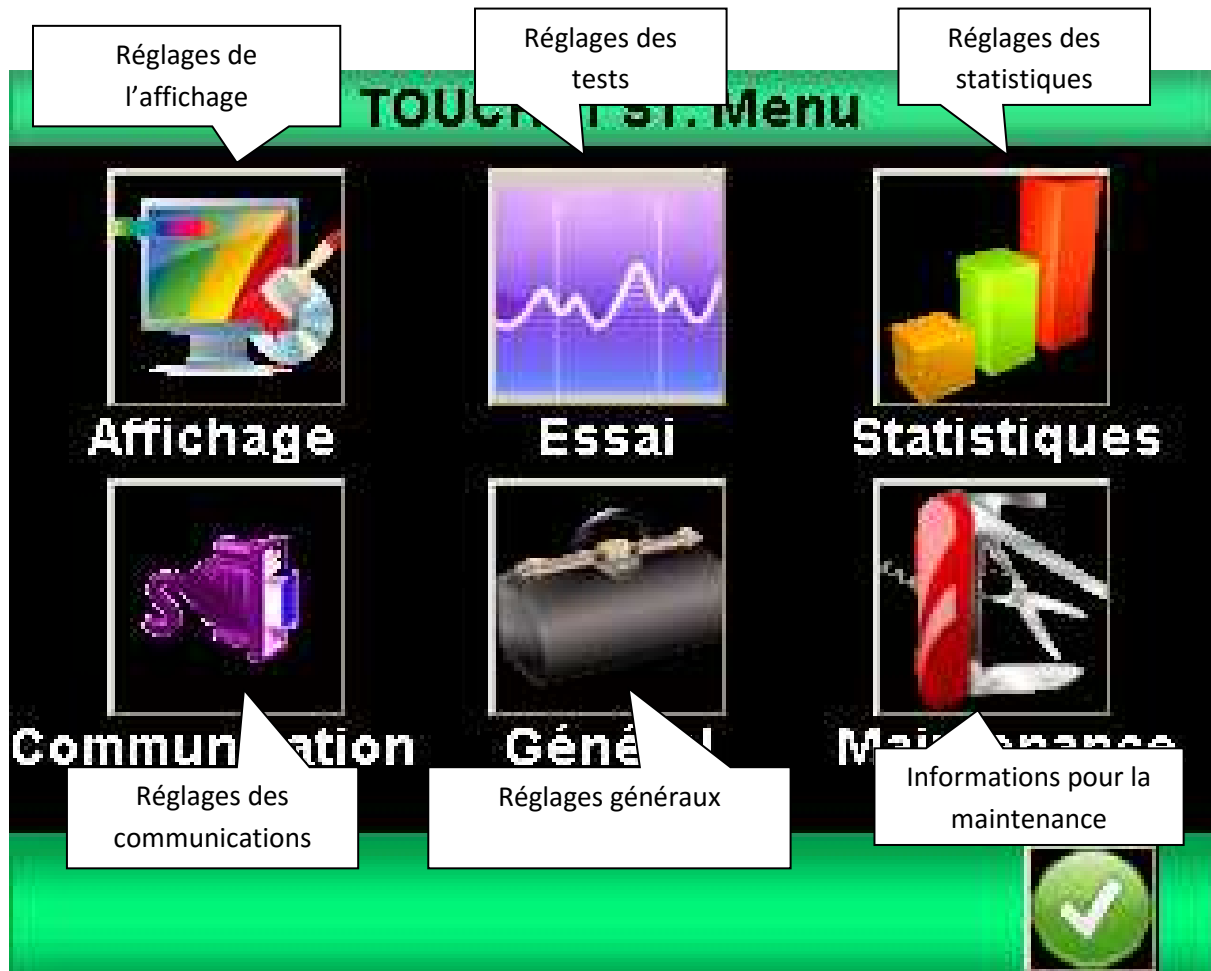 Réglages de
l’affichage
Réglages des
tests
Réglages des
statistiques
Menu
Affichage
Essai
Statistiques
Réglages des
communications
Réglages généraux
Informations pour la
maintenance